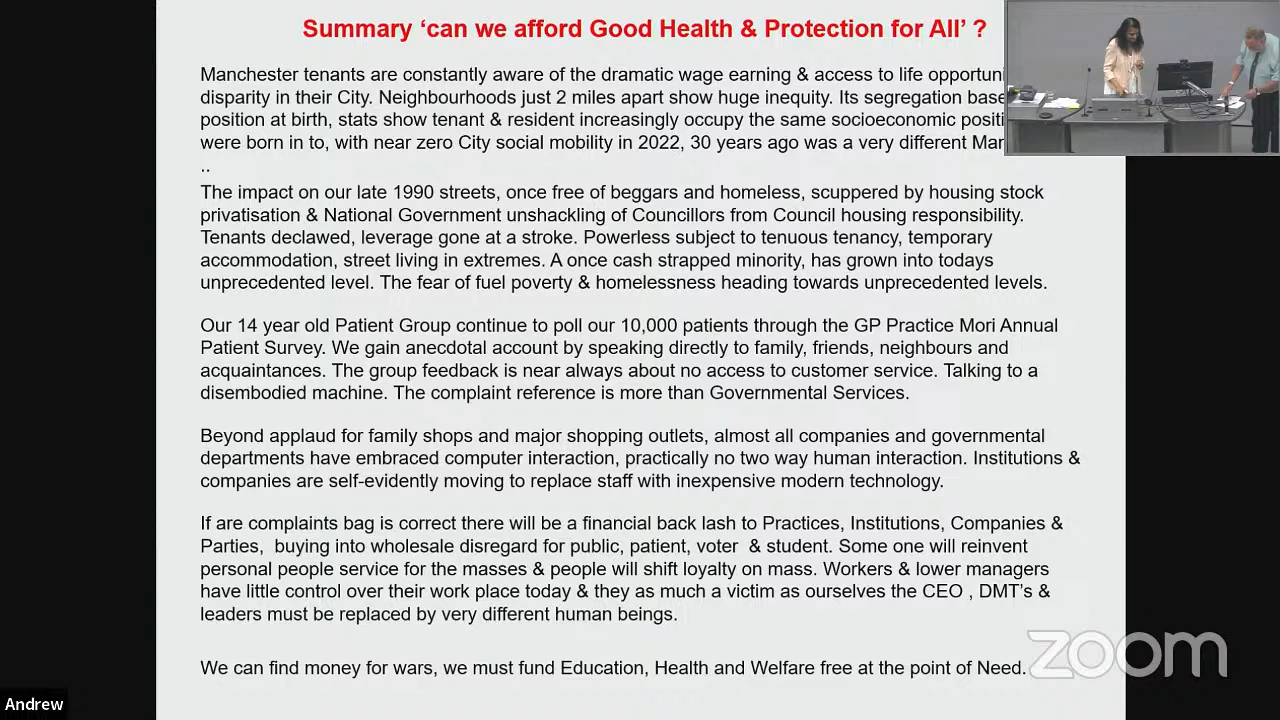 Summary ‘can we afford Good Health & Protection for All’ ?
Manchester tenants are constantly aware of the dramatic wage earning & access to life
disparity in their City. Neighbourhoods just 2 miles apart show huge inequity. Its segregation
position at birth, stats show tenant & resident increasingly occupy the same socioeconomic
were born in to, with near zero City social mobility in 2022, 30 years ago was a very different
..
The impact on our late 1990 streets, once free of beggars and homeless, scuppered by housing stock
privatisation & National Government unshackling of Councillors from Council housing responsibility.
Tenants declawed, leverage gone at a stroke. Powerless subject to tenuous tenancy, temporary
accommodation, street living in extremes. A once cash strapped minority, has grown into todays
unprecedented level. The fear of fuel poverty & homelessness heading towards unprecedented levels.
Our 14 year old Patient Group continue to poll our 10,000 patients through the GP Practice Mori Annual
Patient Survey. We gain anecdotal account by speaking directly to family, friends, neighbours and
acquaintances. The group feedback is near always about no access to customer service. Talking to a
disembodied machine. The complaint reference is more than Governmental Services.
Beyond applaud for family shops and major shopping outlets, almost all companies and governmental
departments have embraced computer interaction, practically no two way human interaction. Institutions &
companies are self-evidently moving to replace staff with inexpensive modern technology.
If are complaints bag is correct there will be a financial back lash to Practices, Institutions, Companies &
Parties, buying into wholesale disregard for public, patient, voter & student. Some one will reinvent
personal people service for the masses & people will shift loyalty on mass. Workers & lower managers
have little control over their work place today & they as much a victim as ourselves the CEO , DMT’s &
leaders must be replaced by very different human beings.
We can find money for wars, we must fund Education, Health and Welfare free at the point of Need.
zoom
Andrew